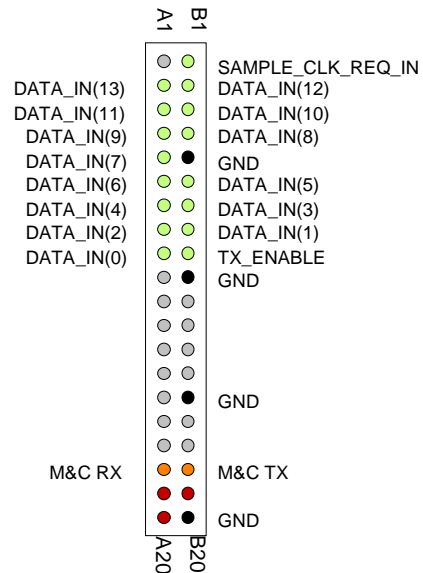 A1 B1
SAMPLE_CLK_REQ_IN
DATA_IN(13) DATA_IN(12)
DATA_IN(11) DATA_IN(10)
DATA_IN(9) DATA_IN(8)
DATA_IN(7) GND
DATA_IN(6) DATA_IN(5)
DATA_IN(4) DATA_IN(3)
DATA_IN(2) DATA_IN(1)
DATA_IN(0) TX_ENABLE
GND
GND
M&C RX M&C TX
GND
A20 B20